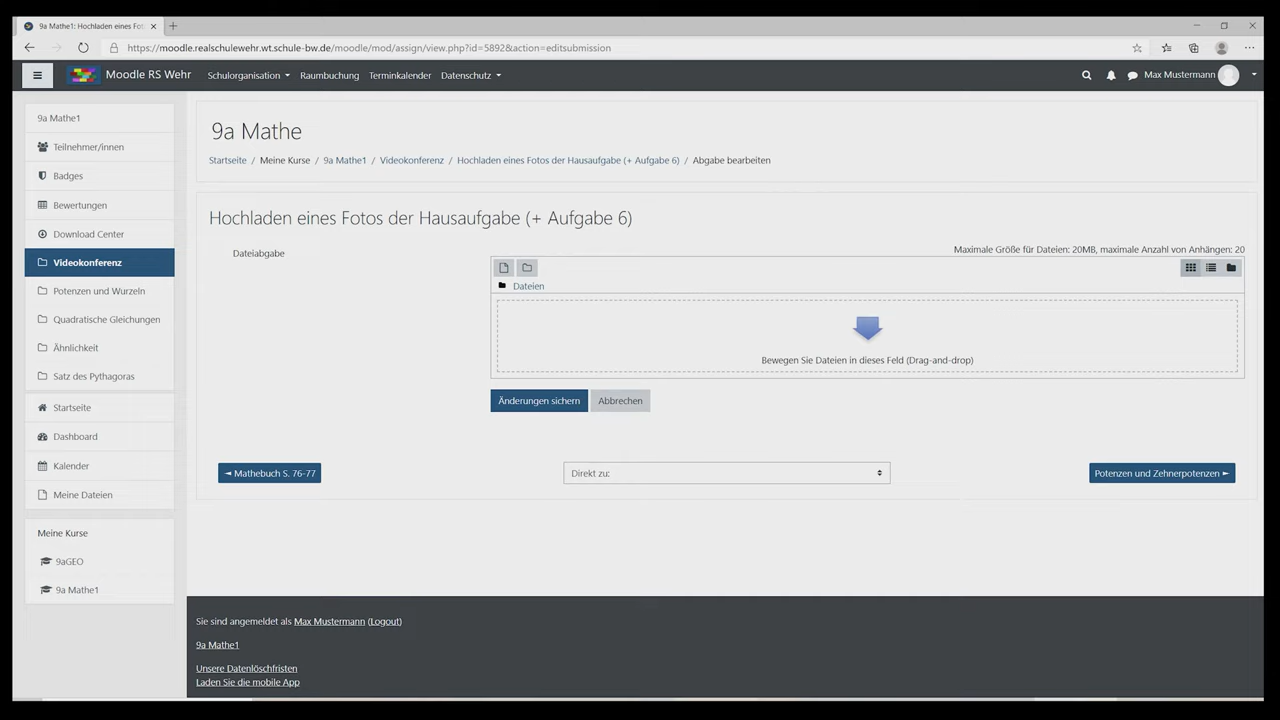 9a Mathe1: Hochladen eines Fot
https://moodle.realschulewehr.wt.schule-bw.de/moodle/mod/assign/view.php?id=5892&action=editsubmission
Moodle RS Wehr Schulorganisation Raumbuchung Terminkalender Datenschutz Max Mustermann
9a Mathe1
Teilnehmer/innen
Badges
Bewertungen
Download Center
Videokonferenz
Potenzen und Wurzeln
Quadratische Gleichungen
Ähnlichkeit
Satz des Pythagoras
Startseite
Dashboard
Kalender
Meine Dateien
Meine Kurse
9aGEO
9a Mathe1
9a Mathe
Startseite / Meine Kurse / 9a Mathe1 / Videokonferenz / Hochladen eines Fotos der Hausaufgabe (+ Aufgabe 6) / Abgabe bearbeiten
Hochladen eines Fotos der Hausaufgabe (+ Aufgabe 6)
Dateiabgabe
Maximale Größe für Dateien: 20MB, maximale Anzahl von Anhängen: 20
Dateien
Bewegen Sie Dateien in dieses Feld (Drag-and-drop)
Änderungen sichern Abbrechen
◄ Mathebuch S. 76-77 Direkt zu: Potenzen und Zehnerpotenzen ►
Sie sind angemeldet als Max Mustermann (Logout)
9a Mathe1
Unsere Datenlöschfristen
Laden Sie die mobile App